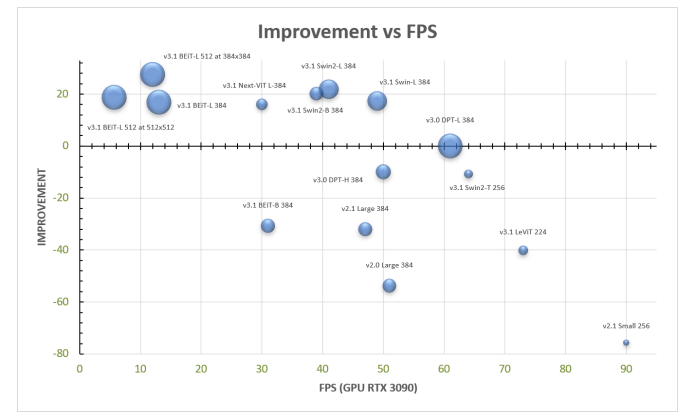 Improvement vs FPS
v3.1 BEiT-L 512 at 384x384
v3.1 Swin2-L 384
v3.1 Next-ViT L-384
v3.1 Swin-L 384
v3.1 BEiT-L 384
v3.1 Swin2-B 384
v3.1 BEiT-L 512 at 512x512
v3.0 DPT-L 384
v3.0 DPT-H 384
v3.1 Swin2-T 256
v3.1 BEiT-B 384
v2.1 Large 384
v3.1 LeViT 224
v2.0 Large 384
v2.1 Small 256
IMPROVEMENT
20
0
-20
-40
-60
-80
0 10 20 30 40 50 60 70 80 90
FPS (GPU RTX 3090)